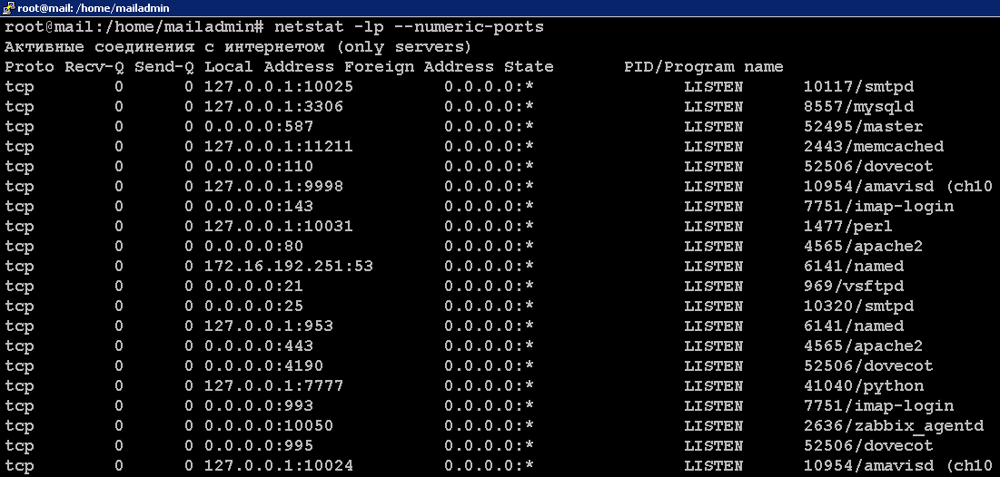 root@mail: /home/mailadmin
root@mail:/home/mailadmin# netstat -lp --numeric-ports
Активные соединения с интернетом (only servers)
Proto Recv-Q Send-Q Local Address Foreign Address State PID/Program name
tcp 0 0 127.0.0.1:10025 0.0.0.0:* LISTEN 10117/smtpd
tcp 0 0 127.0.0.1:3306 0.0.0.0:* LISTEN 8557/mysqld
tcp 0 0 0.0.0.0:587 0.0.0.0:* LISTEN 52495/master
tcp 0 0 127.0.0.1:11211 0.0.0.0:* LISTEN 2443/memcached
tcp 0 0 0.0.0.0:110 0.0.0.0:* LISTEN 52506/dovecot
tcp 0 0 127.0.0.1:9998 0.0.0.0:* LISTEN 10954/amavisd (ch10
tcp 0 0 0.0.0.0:143 0.0.0.0:* LISTEN 7751/imap-login
tcp 0 0 127.0.0.1:10031 0.0.0.0:* LISTEN 1477/perl
tcp 0 0 0.0.0.0:80 0.0.0.0:* LISTEN 4565/apache2
tcp 0 0 172.16.192.251:53 0.0.0.0:* LISTEN 6141/named
tcp 0 0 0.0.0.0:21 0.0.0.0:* LISTEN 969/vsftpd
tcp 0 0 0.0.0.0:25 0.0.0.0:* LISTEN 10320/smtpd
tcp 0 0 127.0.0.1:953 0.0.0.0:* LISTEN 6141/named
tcp 0 0 0.0.0.0:443 0.0.0.0:* LISTEN 4565/apache2
tcp 0 0 0.0.0.0:4190 0.0.0.0:* LISTEN 52506/dovecot
tcp 0 0 127.0.0.1:7777 0.0.0.0:* LISTEN 41040/python
tcp 0 0 0.0.0.0:993 0.0.0.0:* LISTEN 7751/imap-login
tcp 0 0 0.0.0.0:10050 0.0.0.0:* LISTEN 2636/zabbix_agentd
tcp 0 0 0.0.0.0:995 0.0.0.0:* LISTEN 52506/dovecot
tcp 0 0 127.0.0.1:10024 0.0.0.0:* LISTEN 10954/amavisd (ch10